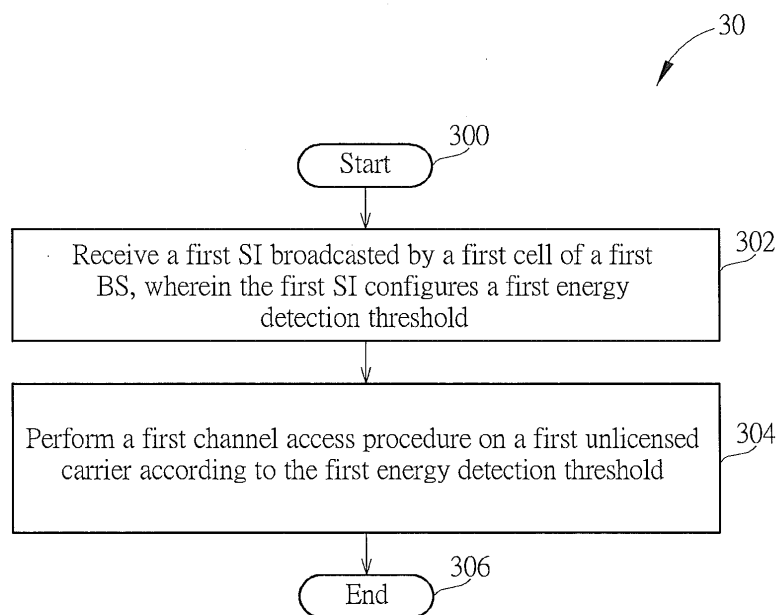 30
Start
300
Receive a first SI broadcasted by a first cell of a first
BS, wherein the first SI configures a first energy
detection threshold
302
Perform a first channel access procedure on a first unlicensed
carrier according to the first energy detection threshold
304
End
306